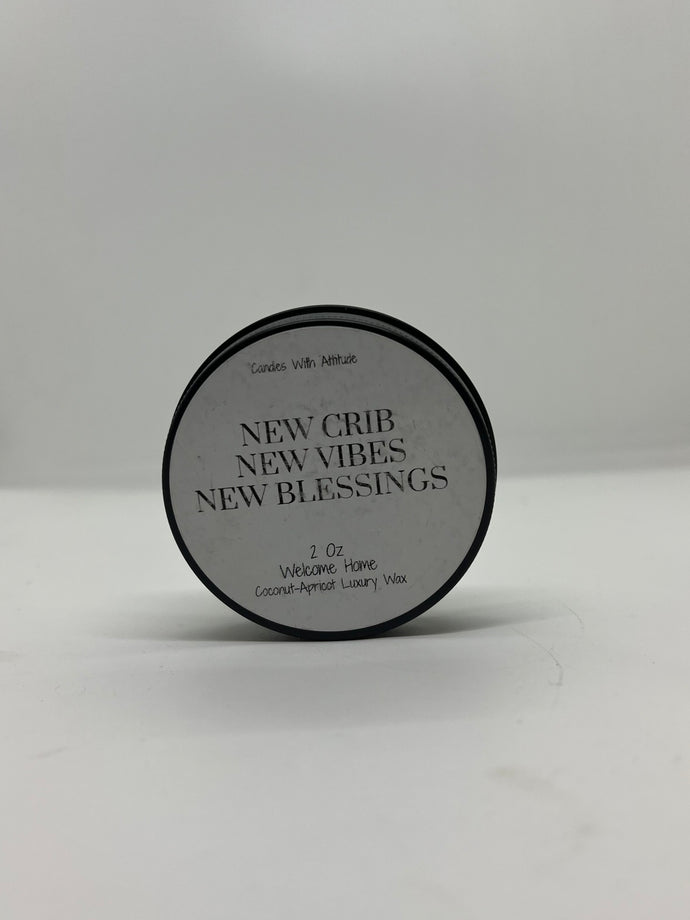 Candles With Attitude
NEW CRIB
NEW VIBES
NEW BLESSINGS
2 Oz
Welcome Home
Coconut-Apricot Luxury Wax